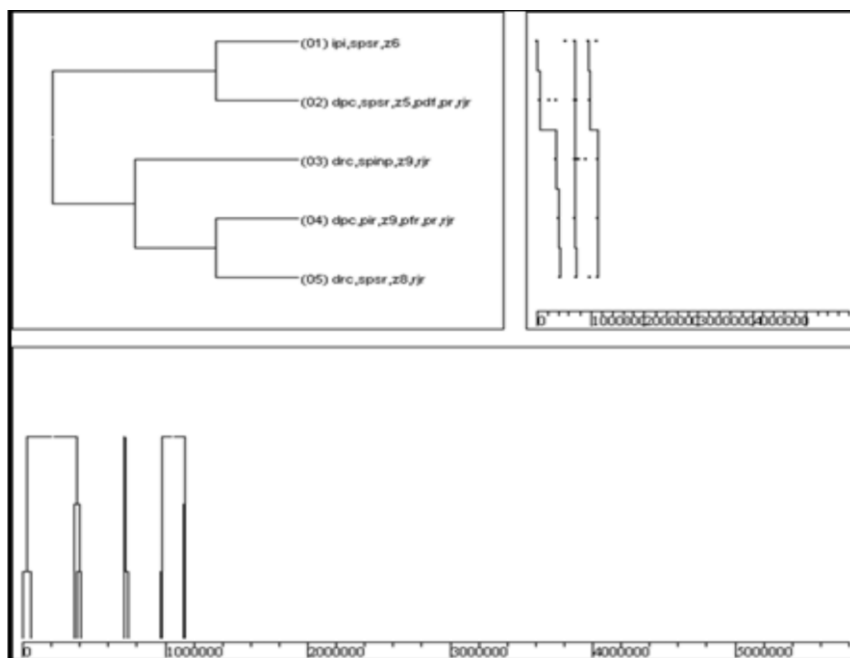 (01) ipi,spsr,z6
(02) dpc,spsr,z5,pdf,pr,rjr
(03) drc,spinp,z9,rjr
(04) dpc,pir,z9,pfr,pr,rjr
(05) drc,spsr,z8,rjr
0 1000000 2000000 3000000 4000000
0 1000000 2000000 3000000 4000000 5000000